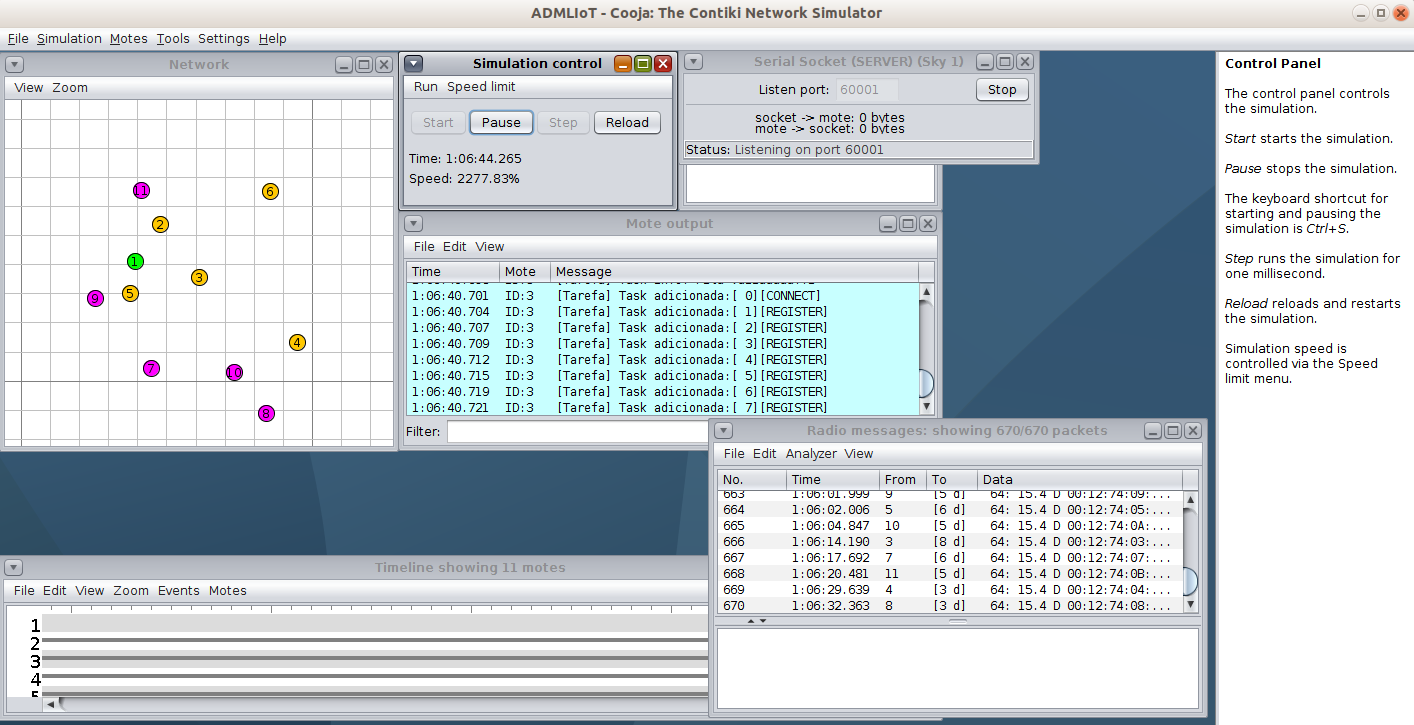 ADMLIoT - Cooja: The Contiki Network Simulator
File Simulation Motes Tools Settings Help
Network
View Zoom
11
6
2
1
3
9
5
4
7
10
8
Simulation control
Run Speed limit
Start Pause Step Reload
Time: 1:06:44.265
Speed: 2277.83%
Serial Socket (SERVER) (Sky 1)
Listen port: 60001 Stop
socket -> mote: 0 bytes
mote -> socket: 0 bytes
Status: Listening on port 60001
Mote output
File Edit View
Time Mote Message
1:06:40.701 ID:3 [Tarefa] Task adicionada:[ 0][CONNECT]
1:06:40.704 ID:3 [Tarefa] Task adicionada:[ 1][REGISTER]
1:06:40.707 ID:3 [Tarefa] Task adicionada:[ 2][REGISTER]
1:06:40.709 ID:3 [Tarefa] Task adicionada:[ 3][REGISTER]
1:06:40.712 ID:3 [Tarefa] Task adicionada:[ 4][REGISTER]
1:06:40.715 ID:3 [Tarefa] Task adicionada:[ 5][REGISTER]
1:06:40.719 ID:3 [Tarefa] Task adicionada:[ 6][REGISTER]
1:06:40.721 ID:3 [Tarefa] Task adicionada:[ 7][REGISTER]
Filter:
Radio messages: showing 670/670 packets
File Edit Analyzer View
No. Time From To Data
663 1:06:01.999 9 [5 d] 64: 15.4 D 00:12:74:09:...
664 1:06:02.006 5 [6 d] 64: 15.4 D 00:12:74:05:...
665 1:06:04.847 10 [5 d] 64: 15.4 D 00:12:74:0A:...
666 1:06:14.190 3 [8 d] 64: 15.4 D 00:12:74:03:...
667 1:06:17.692 7 [6 d] 64: 15.4 D 00:12:74:07:...
668 1:06:20.481 11 [5 d] 64: 15.4 D 00:12:74:0B:...
669 1:06:29.639 4 [3 d] 64: 15.4 D 00:12:74:04:...
670 1:06:32.363 8 [3 d] 64: 15.4 D 00:12:74:08:...
Timeline showing 11 motes
File Edit View Zoom Events Motes
1
2
3
4
5
Control Panel
The control panel controls
the simulation.
Start starts the simulation.
Pause stops the simulation.
The keyboard shortcut for
starting and pausing the
simulation is Ctrl+S.
Step runs the simulation for
one millisecond.
Reload reloads and restarts
the simulation.
Simulation speed is
controlled via the Speed
limit menu.